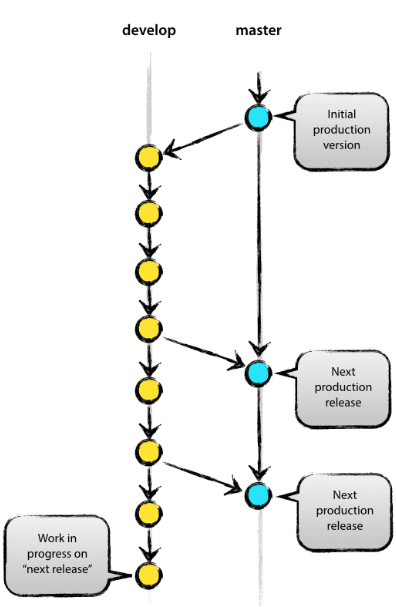 develop
master
Initial
production
version
Next
production
release
Next
production
release
Work in
progress on
“next release”